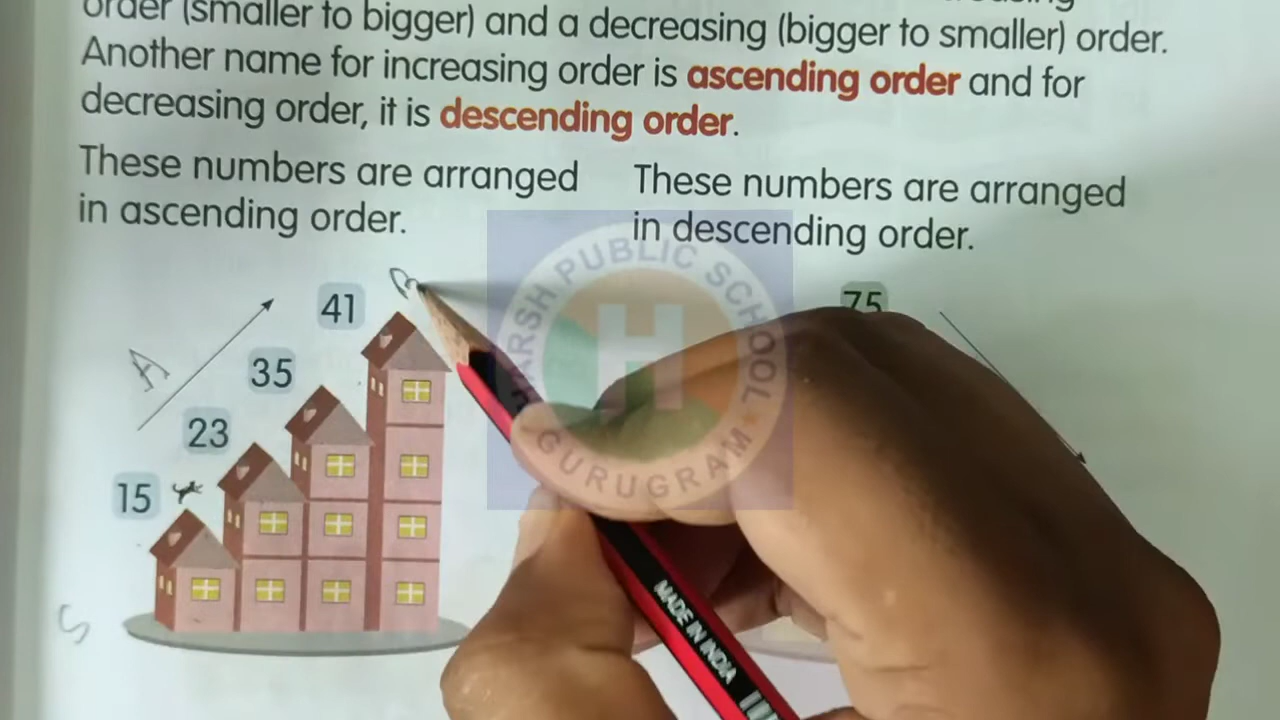 order (smaller to bigger) and a decreasing (bigger to smaller) order.
Another name for increasing order is ascending order and for
decreasing order, it is descending order.
These numbers are arranged
in ascending order.
These numbers are arranged
in descending order.
B
41
A
35
23
15
S
75
HARSH PUBLIC SCHOOL
H
GURUGRAM
MADE IN INDIA